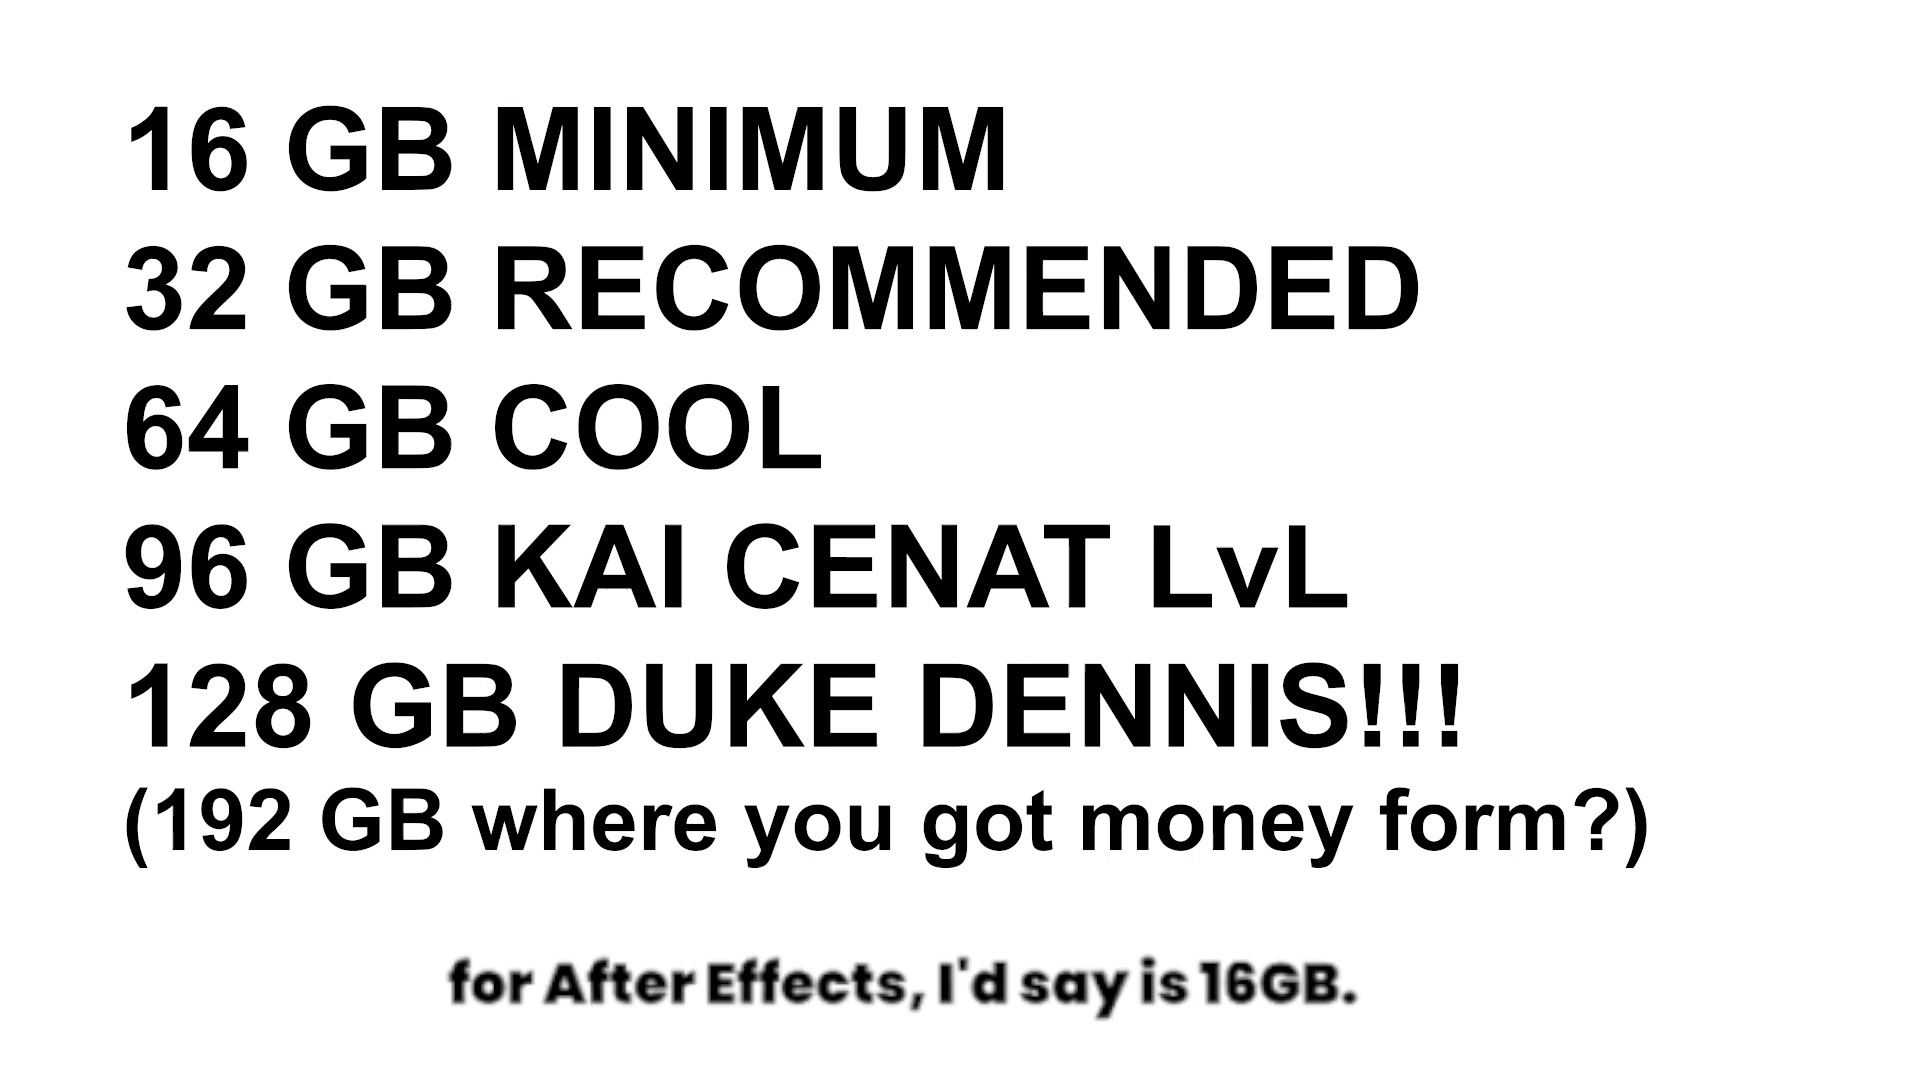 16 GB MINIMUM
32 GB RECOMMENDED
64 GB COOL
96 GB KAI CENAT LvL
128 GB DUKE DENNIS!!!
(192 GB where you got money form?)
for After Effects, I'd say is 16GB.